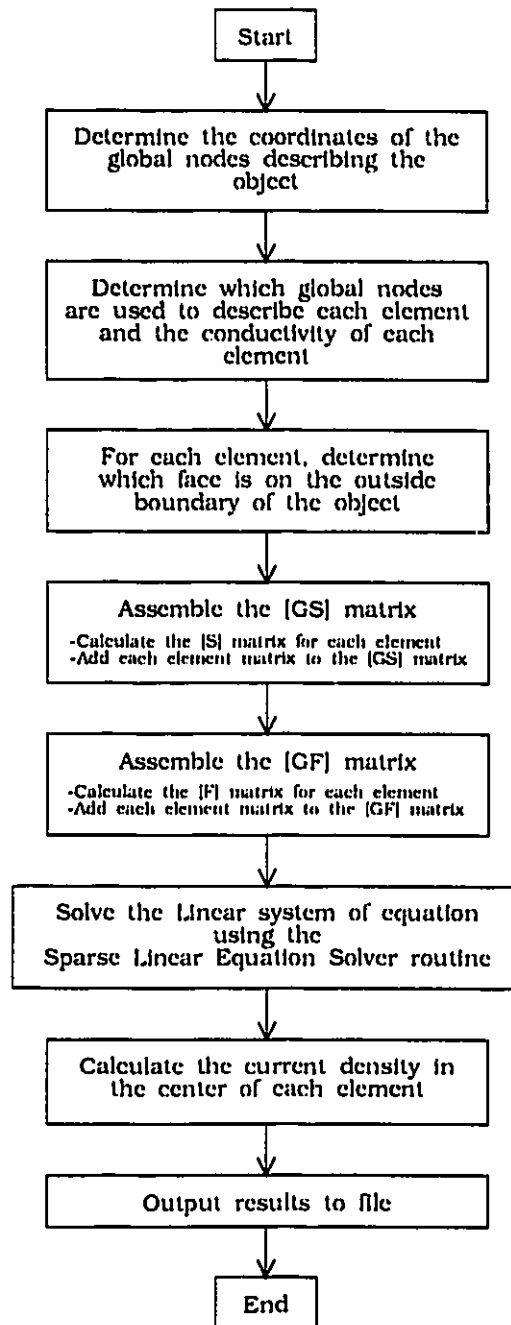 Start
Determine the coordinates of the
global nodes describing the
object
Determine which global nodes
are used to describe each element
and the conductivity of each
element
For each element, determine
which face is on the outside
boundary of the object
Assemble the [GS] matrix
-Calculate the [S] matrix for each element
-Add each element matrix to the [GS] matrix
Assemble the [GF] matrix
-Calculate the [F] matrix for each element
-Add each element matrix to the [GF] matrix
Solve the Linear system of equation
using the
Sparse Linear Equation Solver routine
Calculate the current density in
the center of each element
Output results to file
End